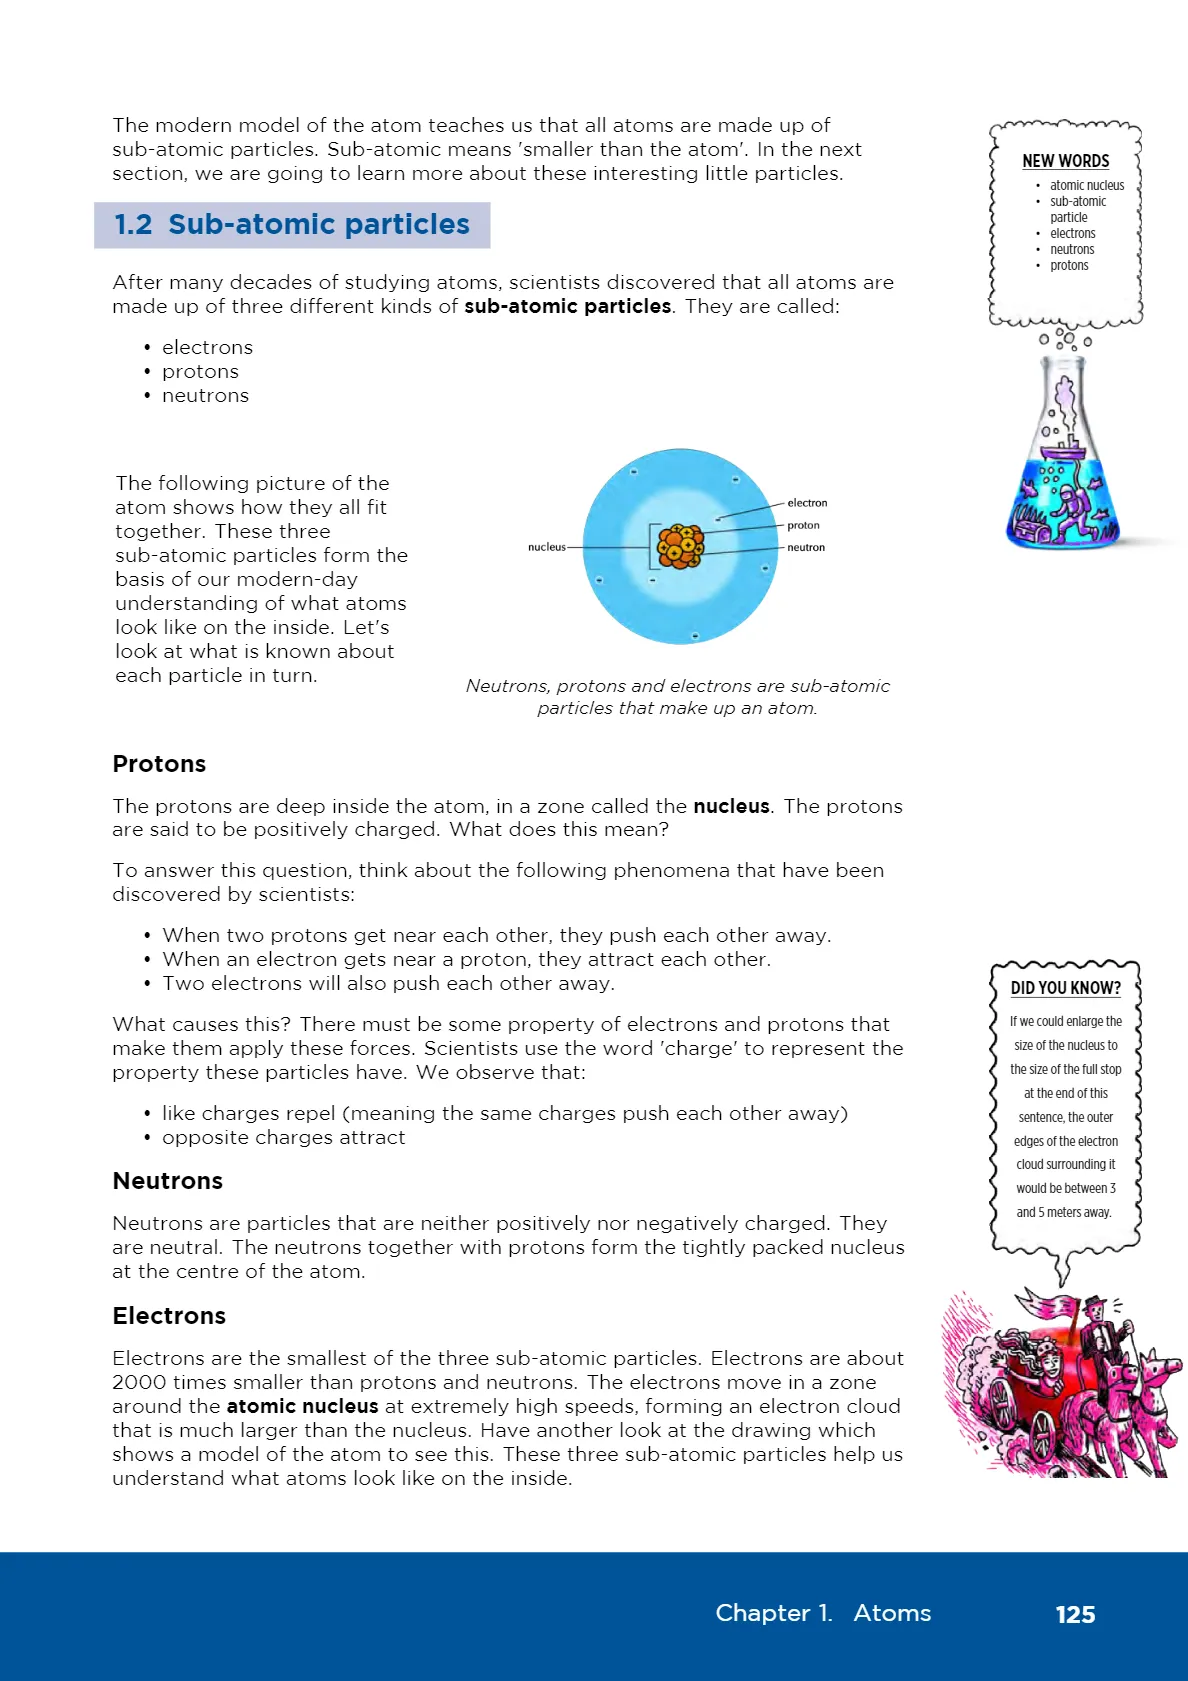 The modern model of the atom teaches us that all atoms are made up of
sub-atomic particles. Sub-atomic means 'smaller than the atom'. In the next
section, we are going to learn more about these interesting little particles.
1.2 Sub-atomic particles
After many decades of studying atoms, scientists discovered that all atoms are
made up of three different kinds of sub-atomic particles. They are called:
• electrons
• protons
• neutrons
The following picture of the
atom shows how they all fit
together. These three
sub-atomic particles form the
basis of our modern-day
understanding of what atoms
look like on the inside. Let's
look at what is known about
each particle in turn.
electron
proton
nucleus
neutron
Neutrons, protons and electrons are sub-atomic
particles that make up an atom.
Protons
The protons are deep inside the atom, in a zone called the nucleus. The protons
are said to be positively charged. What does this mean?
To answer this question, think about the following phenomena that have been
discovered by scientists:
• When two protons get near each other, they push each other away.
• When an electron gets near a proton, they attract each other.
• Two electrons will also push each other away.
What causes this? There must be some property of electrons and protons that
make them apply these forces. Scientists use the word 'charge' to represent the
property these particles have. We observe that:
• like charges repel (meaning the same charges push each other away)
• opposite charges attract
Neutrons
Neutrons are particles that are neither positively nor negatively charged. They
are neutral. The neutrons together with protons form the tightly packed nucleus
at the centre of the atom.
Electrons
Electrons are the smallest of the three sub-atomic particles. Electrons are about
2000 times smaller than protons and neutrons. The electrons move in a zone
around the atomic nucleus at extremely high speeds, forming an electron cloud
that is much larger than the nucleus. Have another look at the drawing which
shows a model of the atom to see this. These three sub-atomic particles help us
understand what atoms look like on the inside.
NEW WORDS
• atomic nucleus
• sub-atomic
particle
• electrons
• neutrons
• protons
DID YOU KNOW?
If we could enlarge the
size of the nucleus to
the size of the full stop
at the end of this
sentence, the outer
edges of the electron
cloud surrounding it
would be between 3
and 5 meters away.
Chapter 1. Atoms
125